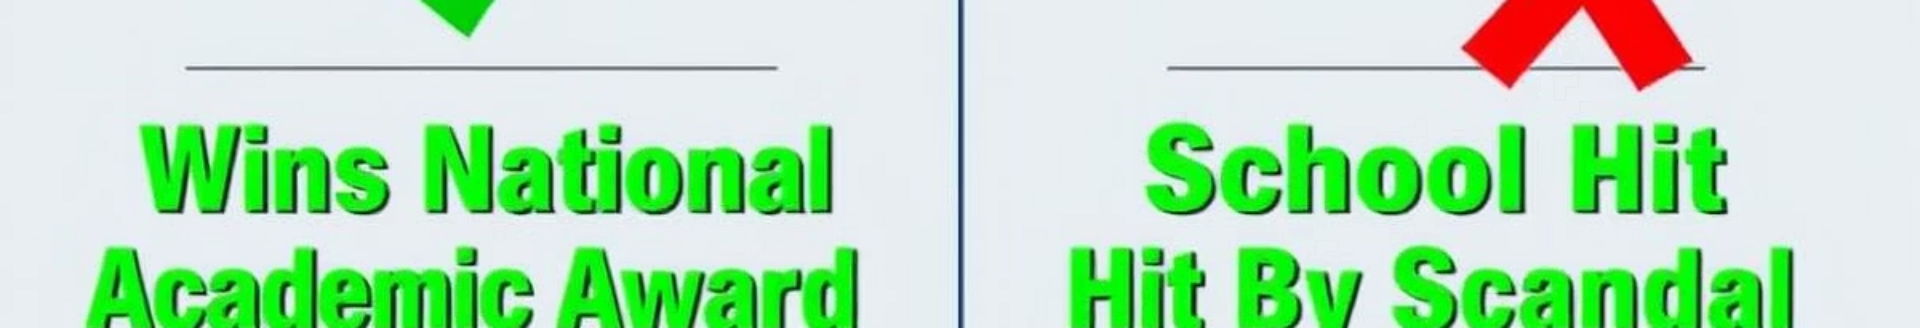 Wins National
Academic Award
School Hit
Hit By Scandal